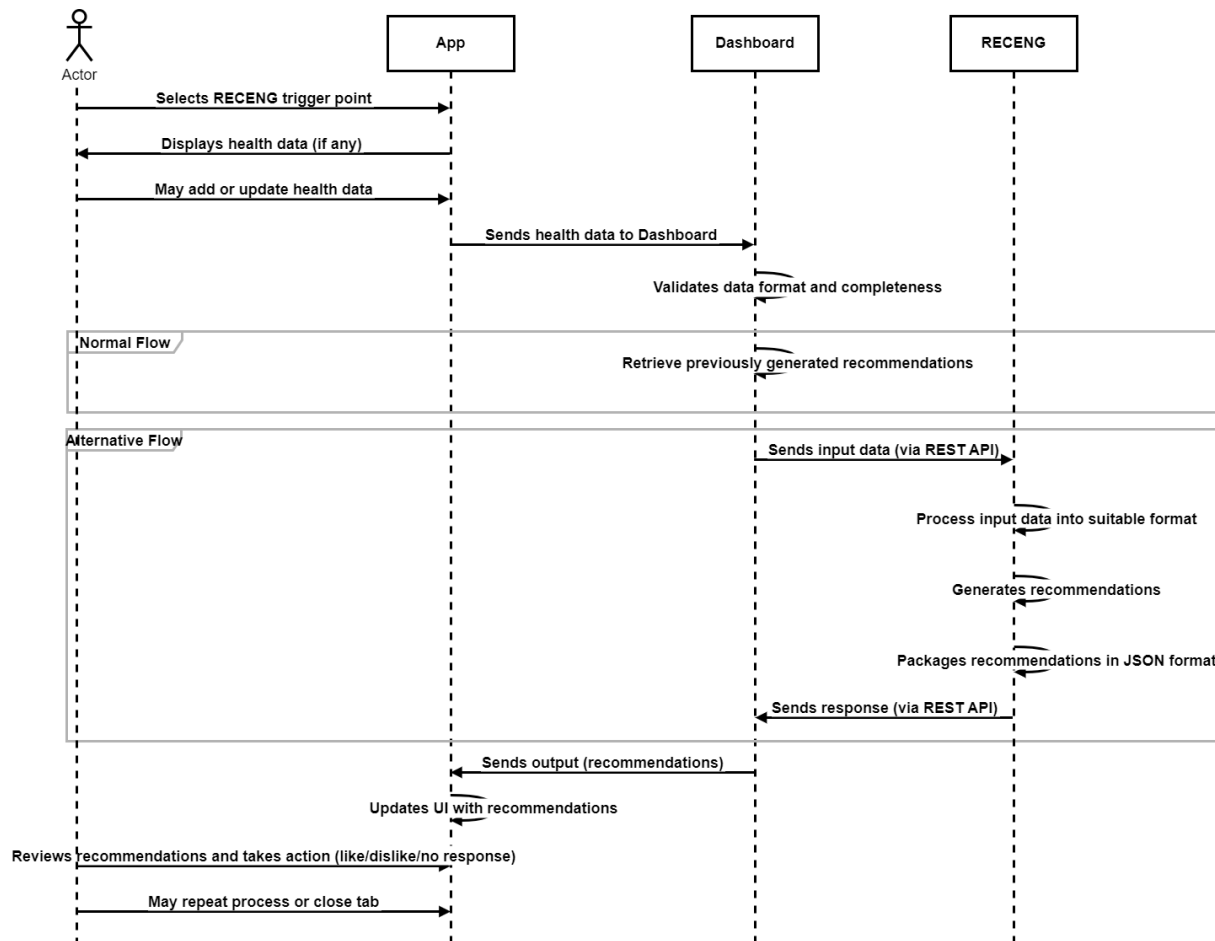 Actor
App
Dashboard
RECENG
Selects RECENG trigger point
Displays health data (if any)
May add or update health data
Sends health data to Dashboard
Validates data format and completeness
Normal Flow
Retrieve previously generated recommendations
Alternative Flow
Sends input data (via REST API)
Process input data into suitable format
Generates recommendations
Packages recommendations in JSON format
Sends response (via REST API)
Sends output (recommendations)
Updates UI with recommendations
Reviews recommendations and takes action (like/dislike/no response)
May repeat process or close tab